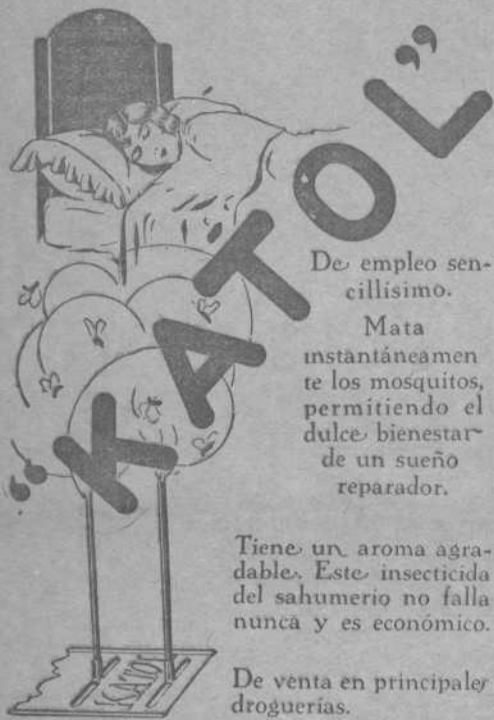 “KATOL”
De empleo sen-
cillísimo.
Mata
instantáneamen
te los mosquitos,
permitiendo el
dulce bienestar
de un sueño
reparador.
Tiene un aroma agra-
dable. Este insecticida
del sahumerio no falla
nunca y es económico.
De venta en principales
droguerías.
KATOL